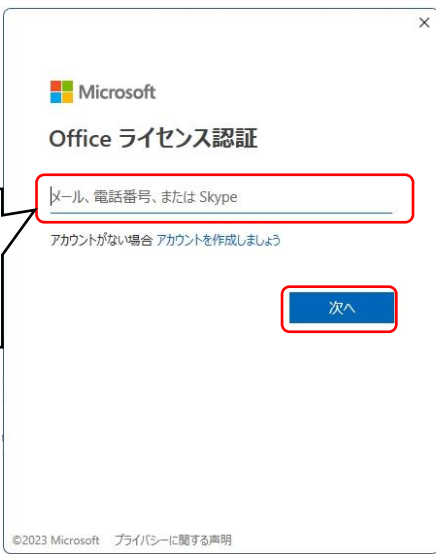 Microsoft
Office ライセンス認証
メール、電話番号、または Skype
アカウントがない場合 アカウントを作成しましょう
次へ
©2023 Microsoft プライバシーに関する声明